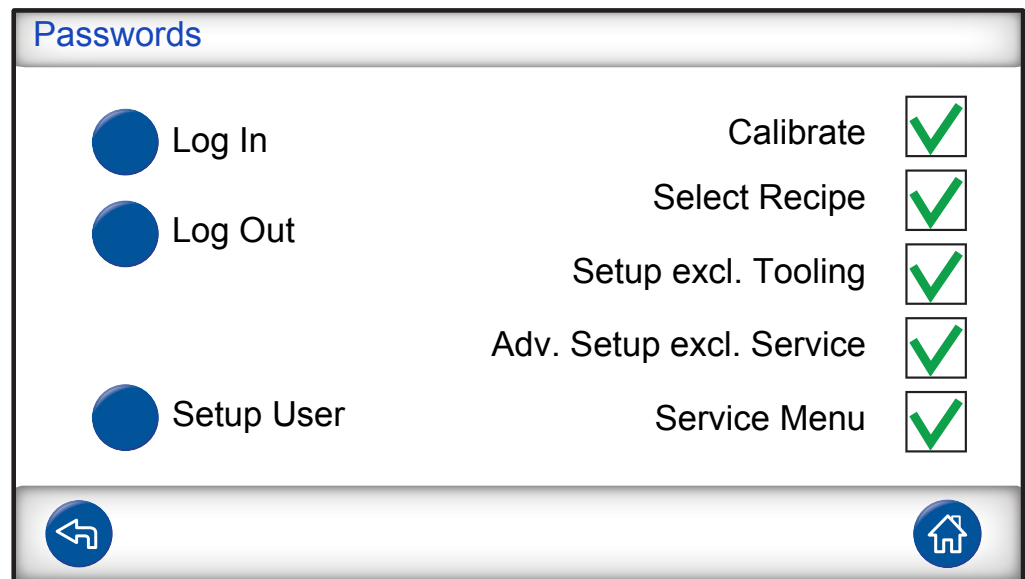 Passwords
Log In
Calibrate
Log Out
Select Recipe
Setup excl. Tooling
Adv. Setup excl. Service
Setup User
Service Menu